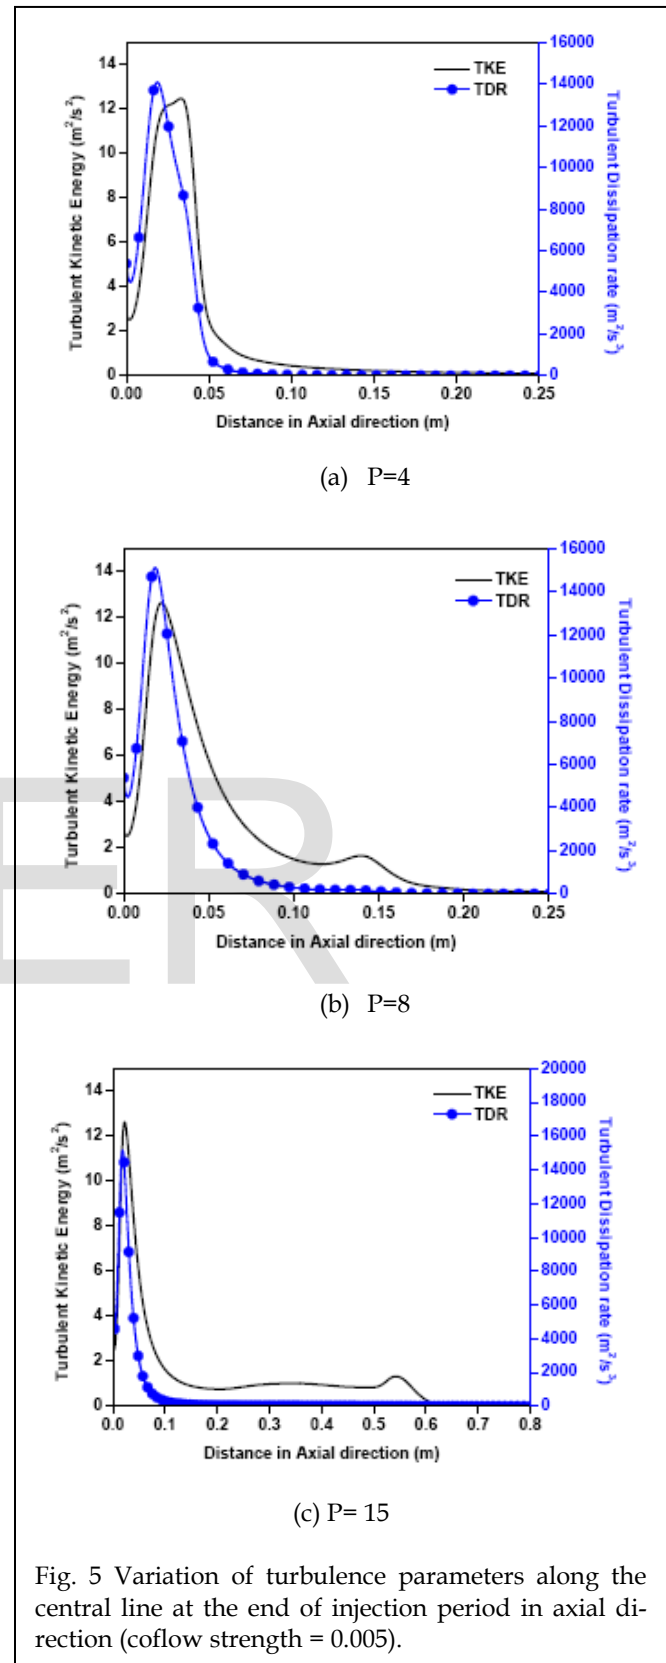 14
12
10
8
6
4
2
0
Turbulent Kinetic Energy (m²/s²)
TKE
TDR
16000
14000
12000
10000
8000
6000
4000
2000
0
Turbulent Dissipation rate (m²/s³)
0.00 0.05 0.10 0.15 0.20 0.25
Distance in Axial direction (m)
(a) P=4
14
12
10
8
6
4
2
0
Turbulent Kinetic Energy (m²/s²)
TKE
TDR
16000
14000
12000
10000
8000
6000
4000
2000
0
Turbulent Dissipation rate (m²/s³)
0.00 0.05 0.10 0.15 0.20 0.25
Distance in Axial direction (m)
(b) P=8
ER
14
12
10
8
6
4
2
0
Turbulent Kinetic Energy (m²/s²)
TKE
TDR
20000
18000
16000
14000
12000
10000
8000
6000
4000
2000
0
Turbulent Dissipation rate (m²/s³)
0.0 0.1 0.2 0.3 0.4 0.5 0.6 0.7 0.8
Distance in Axial direction (m)
(c) P= 15
Fig. 5 Variation of turbulence parameters along the
central line at the end of injection period in axial di-
rection (coflow strength = 0.005).